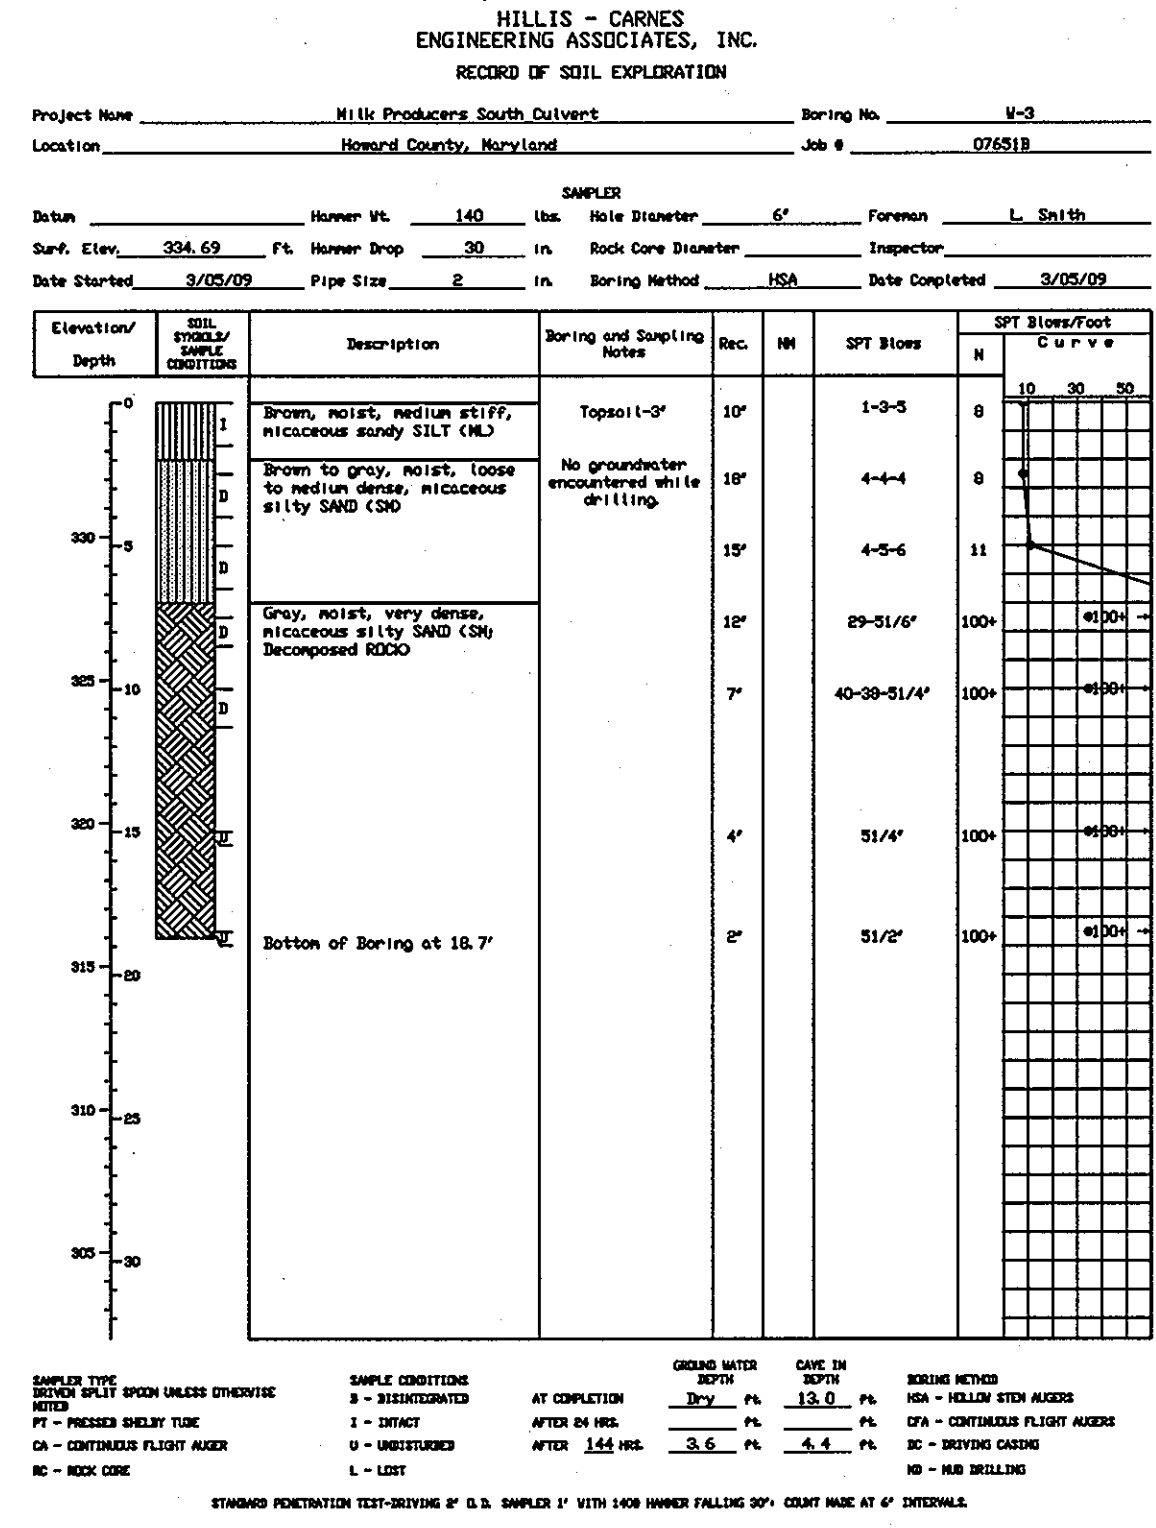 HILLIS - CARNES
ENGINEERING ASSOCIATES, INC.
RECORD OF SOIL EXPLORATION
Project Name Milk Producers South Culvert Boring No. W-3
Location Howard County, Maryland Job # 07651B
SAMPLER
Datum Hammer Wt. 140 lbs. Hole Diameter 6" Foreman L. Smith
Surf. Elev. 334.69 Ft. Hammer Drop 30 in. Rock Core Diameter Inspector
Date Started 3/05/09 Pipe Size 2 in. Boring Method HSA Date Completed 3/05/09
Elevation/ Depth
SOIL SYMBOLS/ SAMPLE CONDITIONS
Description
Boring and Sampling Notes
Rec.
NM
SPT Blows
SPT Blows/Foot
N
Curve
10 30 50
0
I
Brown, moist, medium stiff,
micaceous sandy SILT (ML)
Topsoil-3"
10"
1-3-5
8
Brown to gray, moist, loose
to medium dense, micaceous
silty SAND (SM)
No groundwater
encountered while
drilling.
D
18"
4-4-4
8
330
5
D
15"
4-5-6
11
Gray, moist, very dense,
micaceous silty SAND (SM;
Decomposed ROCK)
D
12"
29-51/6"
100+
100+
325
10
D
7"
40-38-51/4"
100+
100+
320
15
U
4"
51/4"
100+
100+
U
Bottom of Boring at 18.7'
2"
51/2"
100+
100+
315
20
310
25
305
30
SAMPLER TYPE
DRIVEN SPLIT SPOON UNLESS OTHERWISE
NOTED
PT - PRESSED SHELBY TUBE
CA - CONTINUOUS FLIGHT AUGER
RC - ROCK CORE
SAMPLE CONDITIONS
D - DISINTEGRATED
I - INTACT
U - UNDISTURBED
L - LOST
GROUND WATER DEPTH
CAVE IN DEPTH
AT COMPLETION Dry ft. 13.0 ft.
AFTER 24 HRS. ft. ft.
AFTER 144 HRS. 3.6 ft. 4.4 ft.
BORING METHOD
HSA - HOLLOW STEM AUGERS
CFA - CONTINUOUS FLIGHT AUGERS
DC - DRIVING CASING
MD - MUD DRILLING
STANDARD PENETRATION TEST-DRIVING 2" O.D. SAMPLER 1' WITH 140# HAMMER FALLING 30"; COUNT MADE AT 6" INTERVALS.